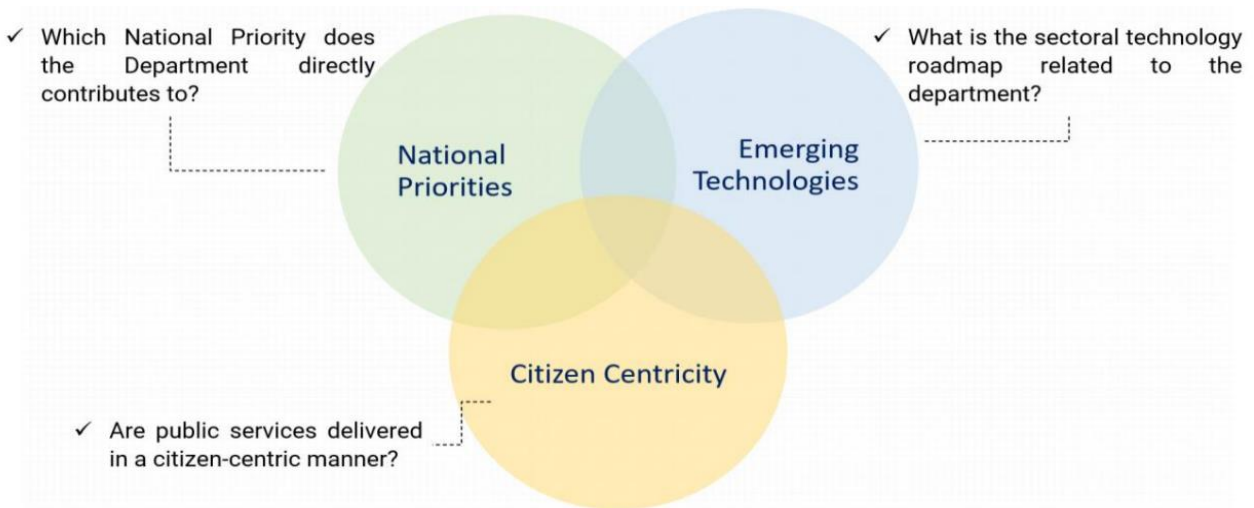 ✓ Which National Priority does
the Department directly
contributes to?
✓ What is the sectoral technology
roadmap related to the
department?
National
Priorities
Emerging
Technologies
Citizen Centricity
✓ Are public services delivered
in a citizen-centric manner?